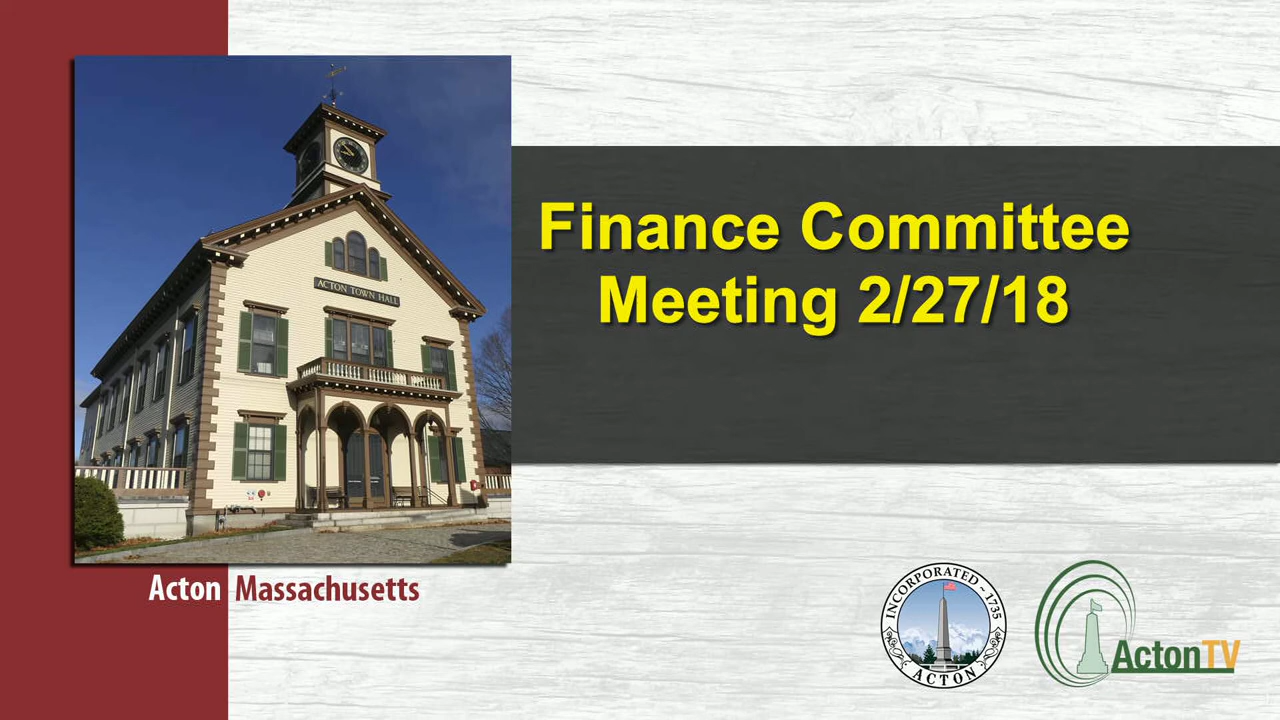 ACTON TOWN HALL
Finance Committee
Meeting 2/27/18
Acton Massachusetts
INCORPORATED - 1735
ACTON
ActonTV